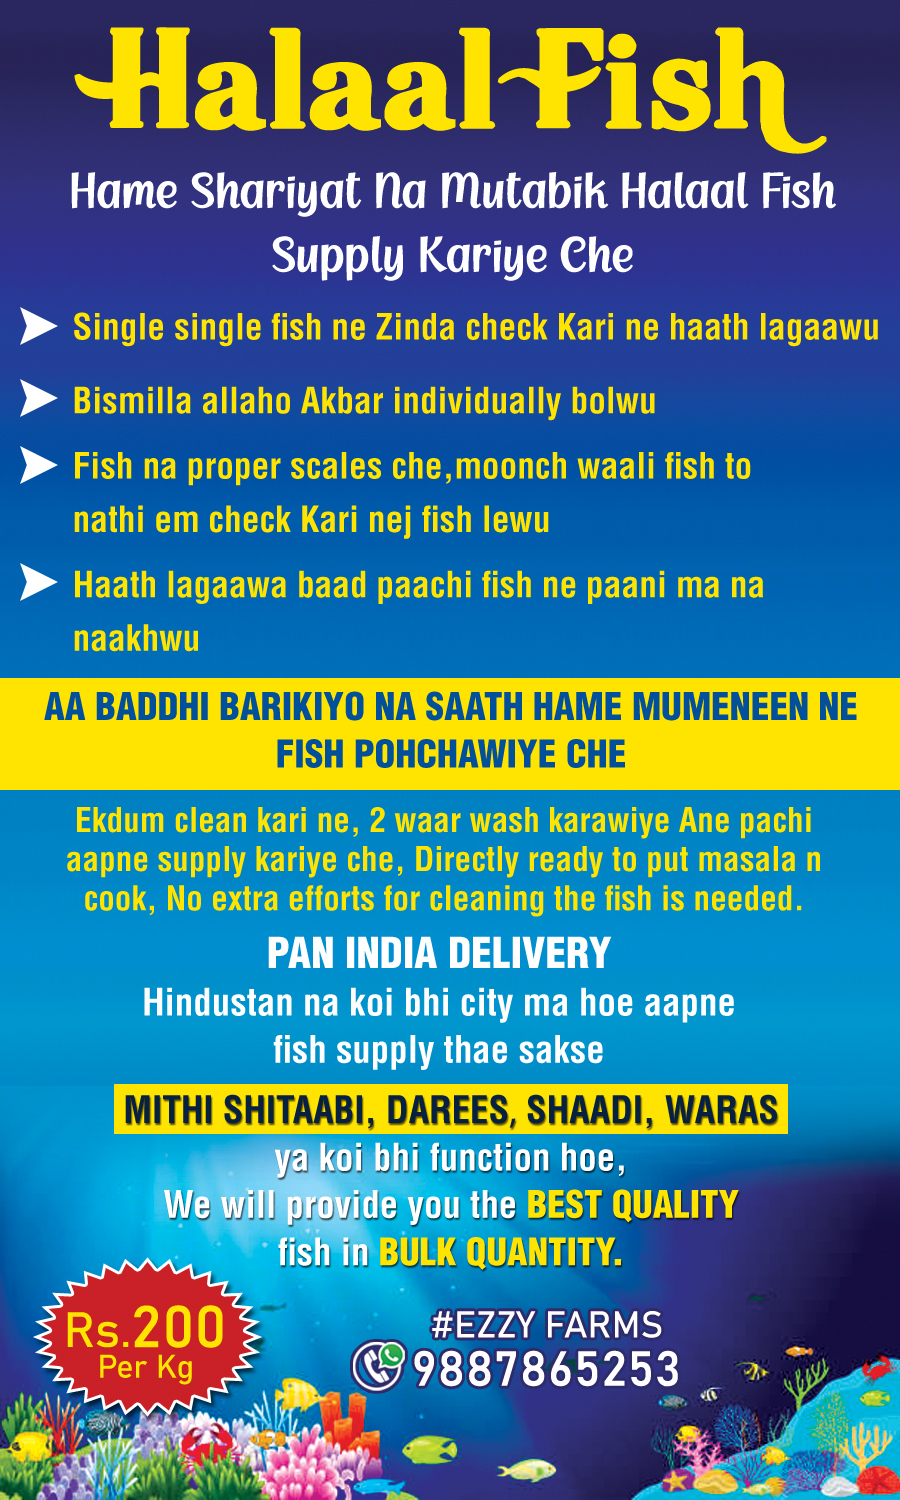 Halaal Fish
Hame Shariyat Na Mutabik Halaal Fish
Supply Kariye Che
Single single fish ne Zinda check Kari ne haath lagaawu
Bismilla allaho Akbar individually bolwu
Fish na proper scales che,moonch waali fish to
nathi em check Kari nej fish lewu
Haath lagaawa baad paachi fish ne paani ma na
naakhwu
AA BADDHI BARIKIYO NA SAATH HAME MUMENEEN NE
FISH POHCHAWIYE CHE
Ekdum clean kari ne, 2 waar wash karawiye Ane pachi
aapne supply kariye che, Directly ready to put masala n
cook, No extra efforts for cleaning the fish is needed.
PAN INDIA DELIVERY
Hindustan na koi bhi city ma hoe aapne
fish supply thae sakse
MITHI SHITAABI, DAREES, SHAADI, WARAS
ya koi bhi function hoe,
We will provide you the BEST QUALITY
fish in BULK QUANTITY.
Rs.200
Per Kg
#EZZY FARMS
9887865253